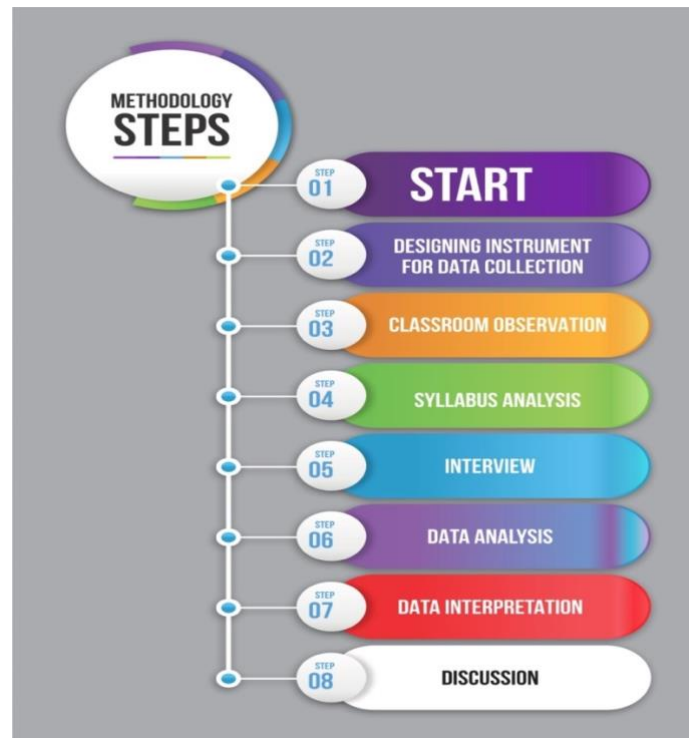 METHODOLOGY
STEPS
STEP
01
START
STEP
02
DESIGNING INSTRUMENT
FOR DATA COLLECTION
STEP
03
CLASSROOM OBSERVATION
STEP
04
SYLLABUS ANALYSIS
STEP
05
INTERVIEW
STEP
06
DATA ANALYSIS
STEP
07
DATA INTERPRETATION
STEP
08
DISCUSSION